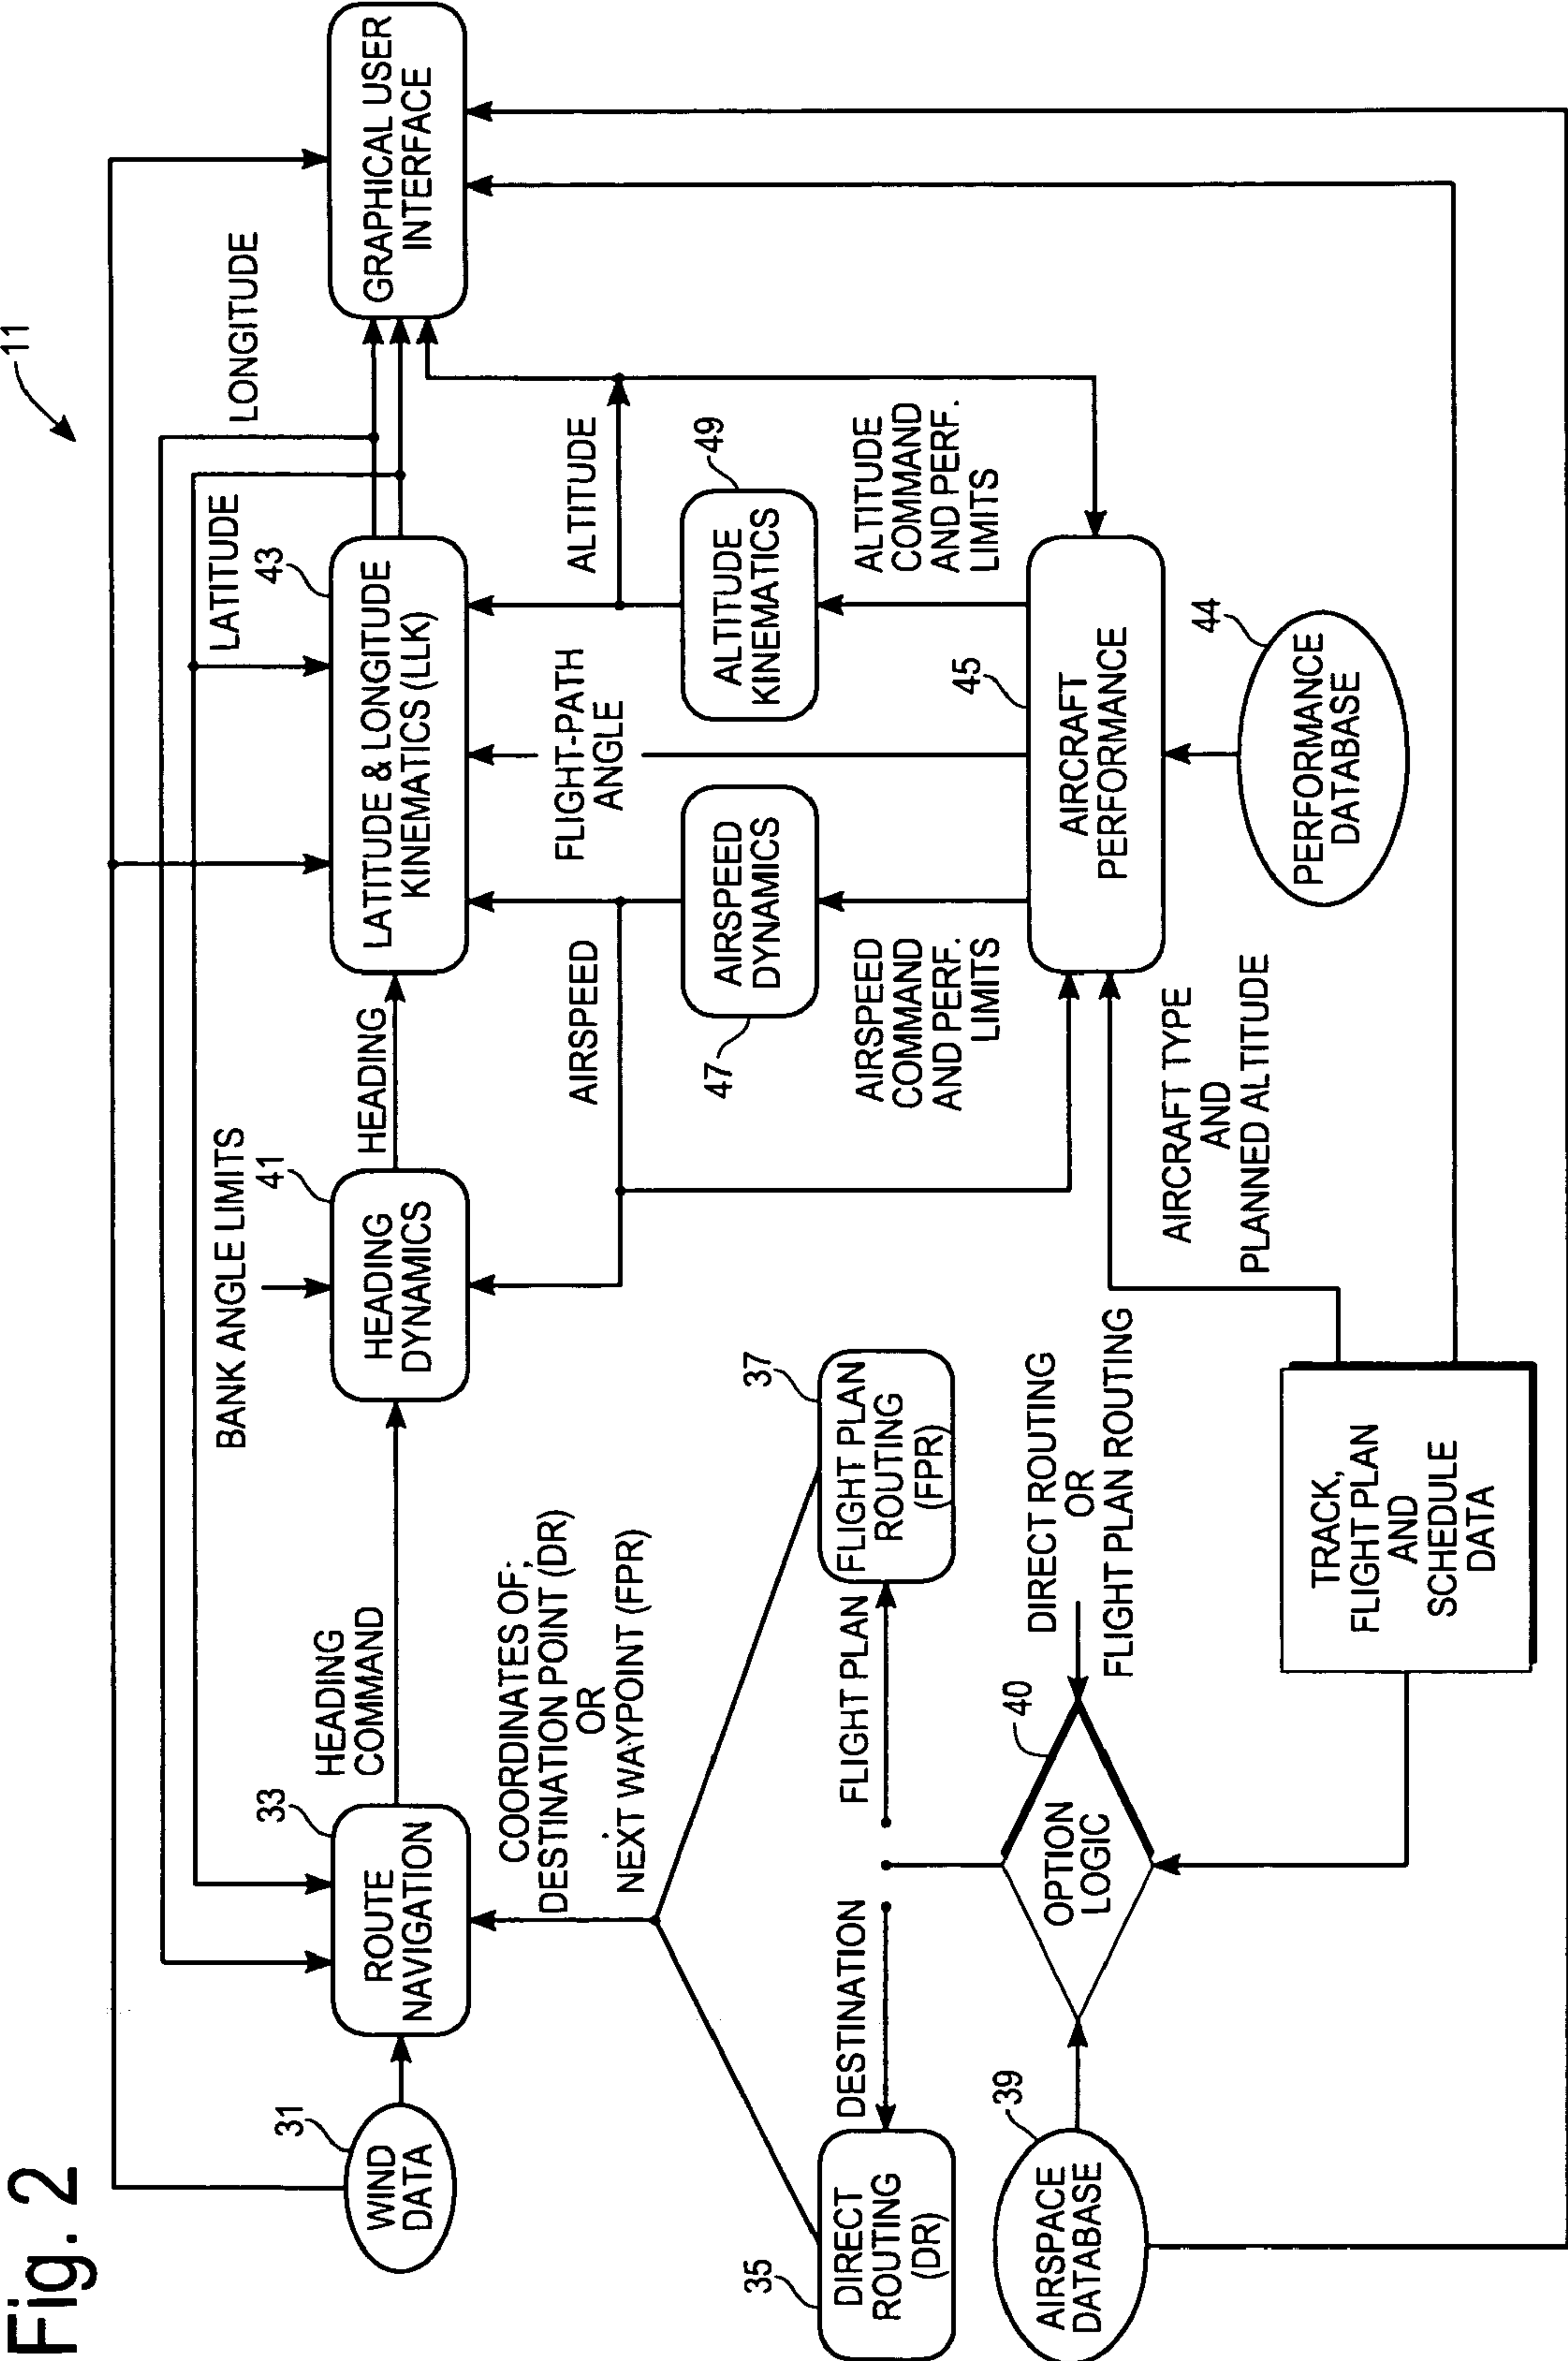 Fig. 2
11
31
WIND
DATA
33
ROUTE
NAVIGATION
HEADING
COMMAND
BANK ANGLE LIMITS
41
HEADING
DYNAMICS
HEADING
LATITUDE
43
LATITUDE & LONGITUDE
KINEMATICS (LLK)
LONGITUDE
GRAPHICAL USER
INTERFACE
COORDINATES OF;
DESTINATION POINT (DR)
OR
NEXT WAYPOINT (FPR)
AIRSPEED
FLIGHT-PATH
ANGLE
ALTITUDE
47
AIRSPEED
DYNAMICS
49
ALTITUDE
KINEMATICS
35
DIRECT
ROUTING
(DR)
DESTINATION
FLIGHT PLAN
37
FLIGHT PLAN
ROUTING
(FPR)
AIRSPEED
COMMAND
AND PERF.
LIMITS
ALTITUDE
COMMAND
AND PERF.
LIMITS
39
AIRSPACE
DATABASE
40
OPTION
LOGIC
DIRECT ROUTING
OR
FLIGHT PLAN ROUTING
45
AIRCRAFT
PERFORMANCE
AIRCRAFT TYPE
AND
PLANNED ALTITUDE
44
PERFORMANCE
DATABASE
TRACK,
FLIGHT PLAN
AND
SCHEDULE
DATA